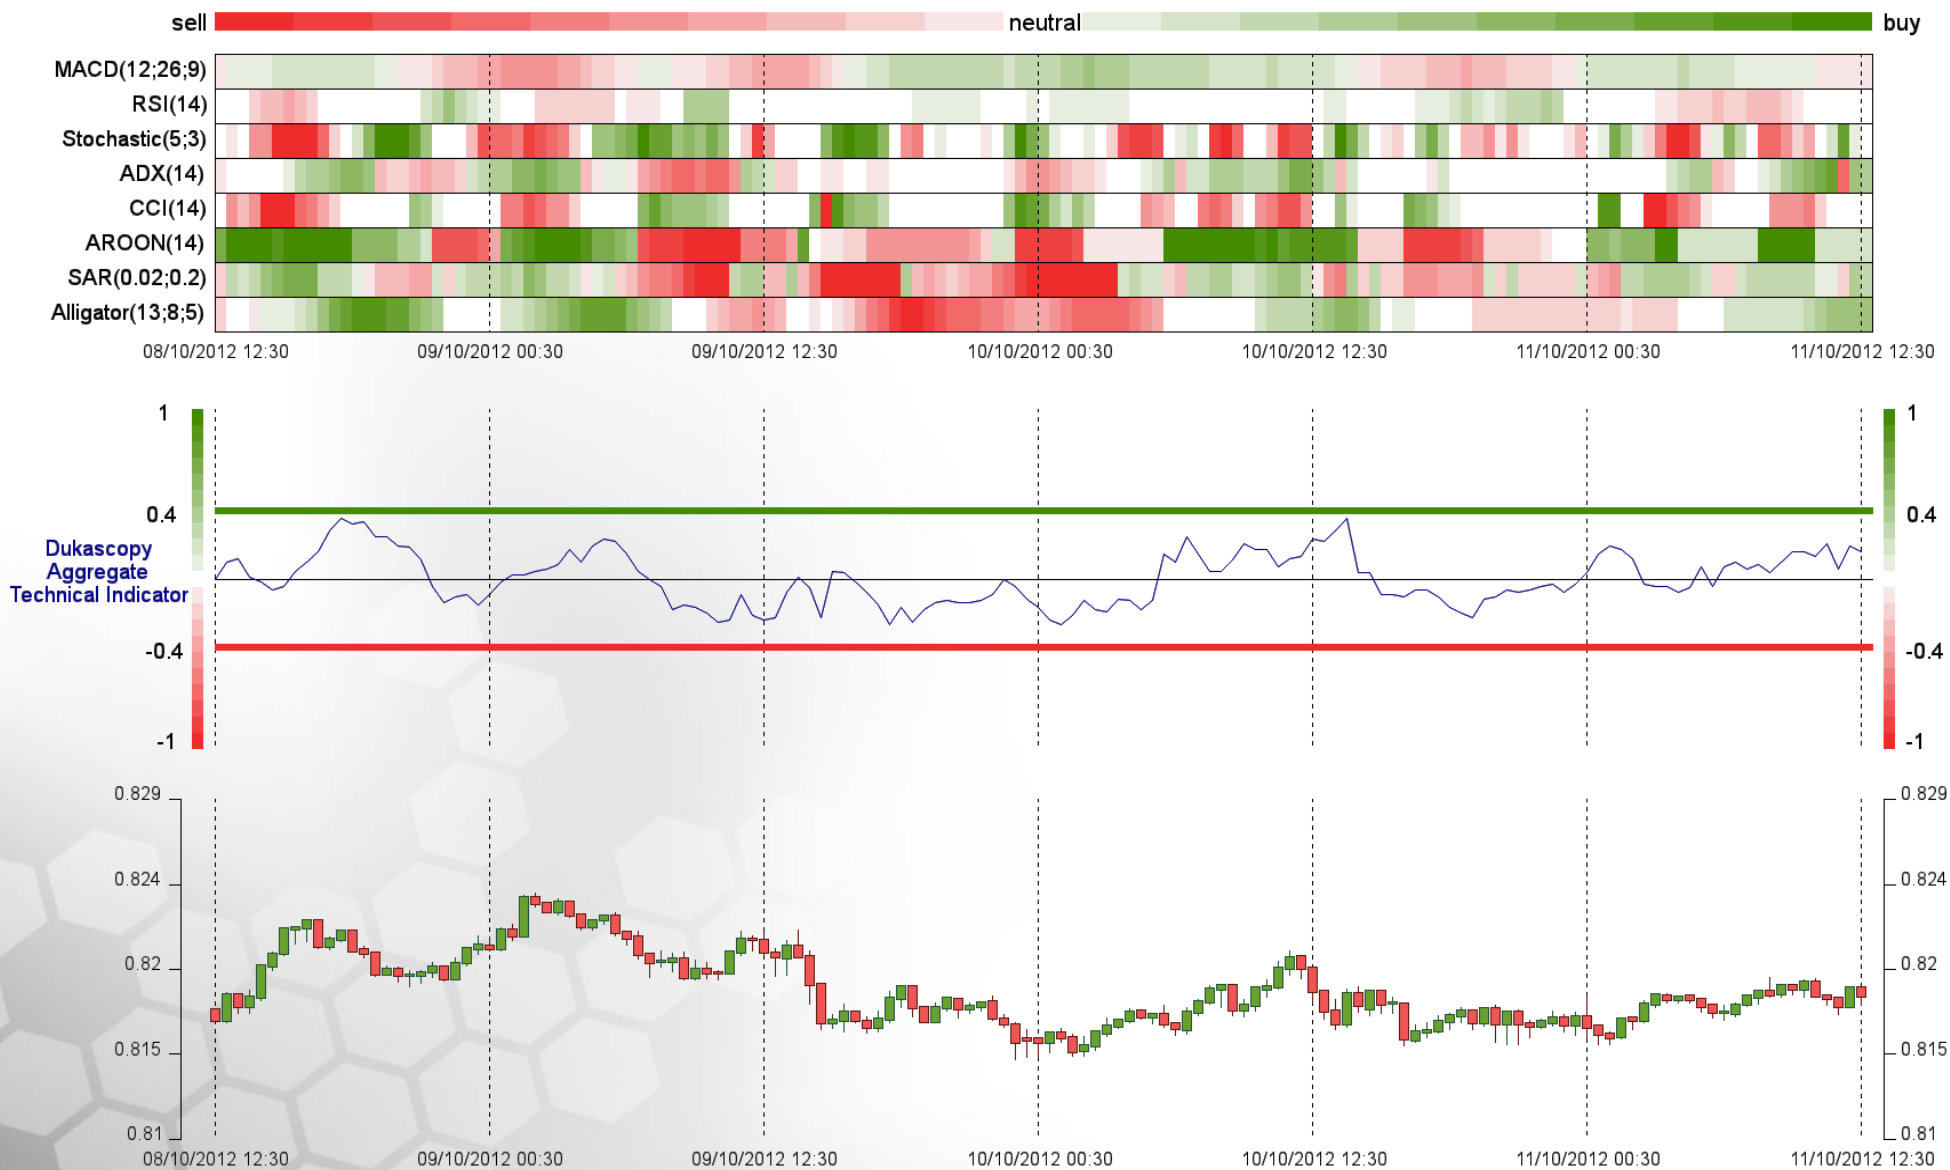 sell neutral buy
MACD(12;26;9)
RSI(14)
Stochastic(5;3)
ADX(14)
CCI(14)
AROON(14)
SAR(0.02;0.2)
Alligator(13;8;5)
08/10/2012 12:30 09/10/2012 00:30 09/10/2012 12:30 10/10/2012 00:30 10/10/2012 12:30 11/10/2012 00:30 11/10/2012 12:30
1 1
0.4 0.4
Dukascopy
Aggregate
Technical Indicator
-0.4 -0.4
-1 -1
0.829 0.829
0.824 0.824
0.82 0.82
0.815 0.815
0.81 0.81
08/10/2012 12:30 09/10/2012 00:30 09/10/2012 12:30 10/10/2012 00:30 10/10/2012 12:30 11/10/2012 00:30 11/10/2012 12:30